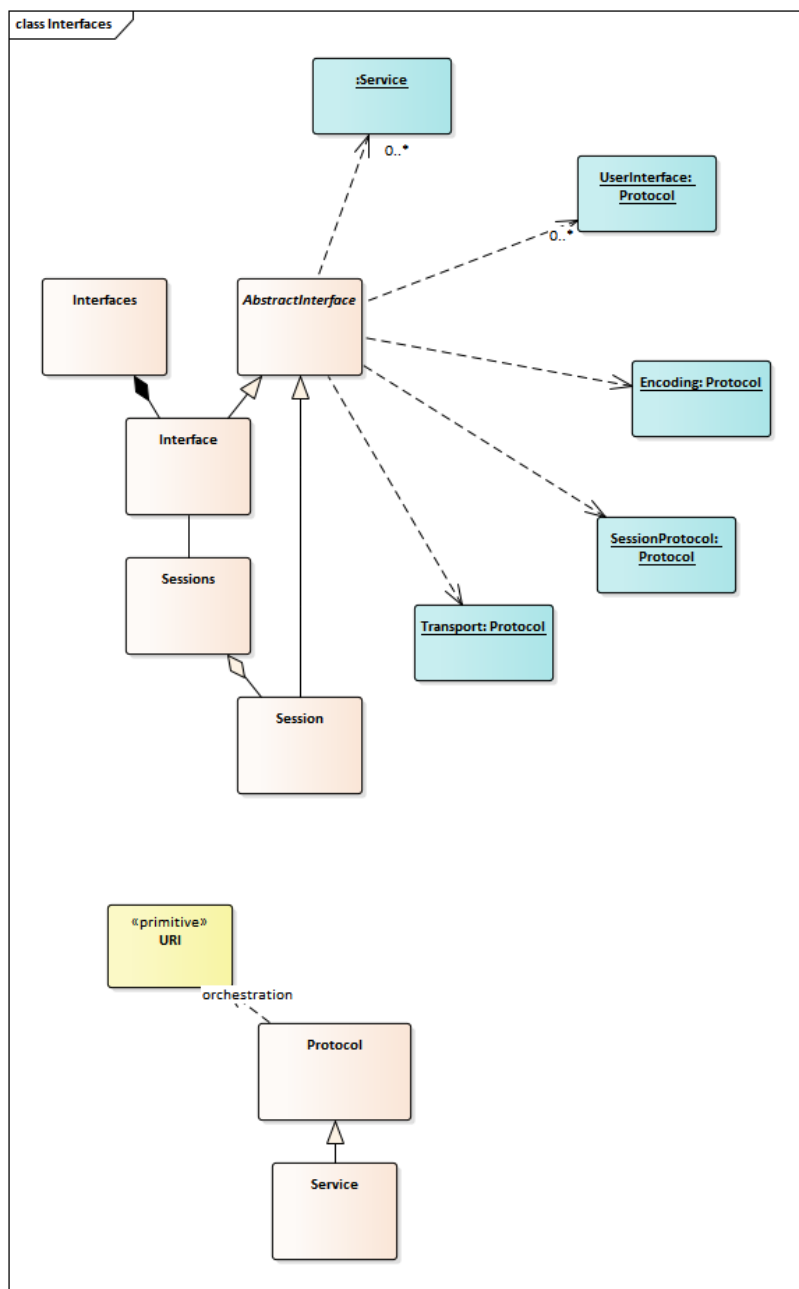 class Interfaces
:Service
0..*
UserInterface:
Protocol
0..*
Interfaces
AbstractInterface
Encoding: Protocol
Interface
SessionProtocol:
Protocol
Sessions
Transport: Protocol
Session
«primitive»
URI
orchestration
Protocol
Service